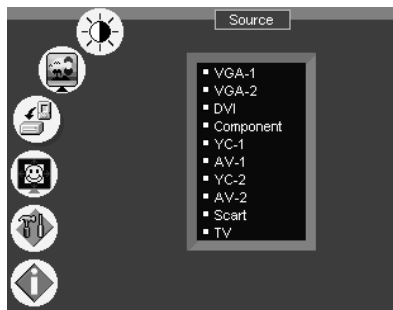 Source
VGA-1
VGA-2
DVI
Component
YC-1
AV-1
YC-2
AV-2
Scart
TV